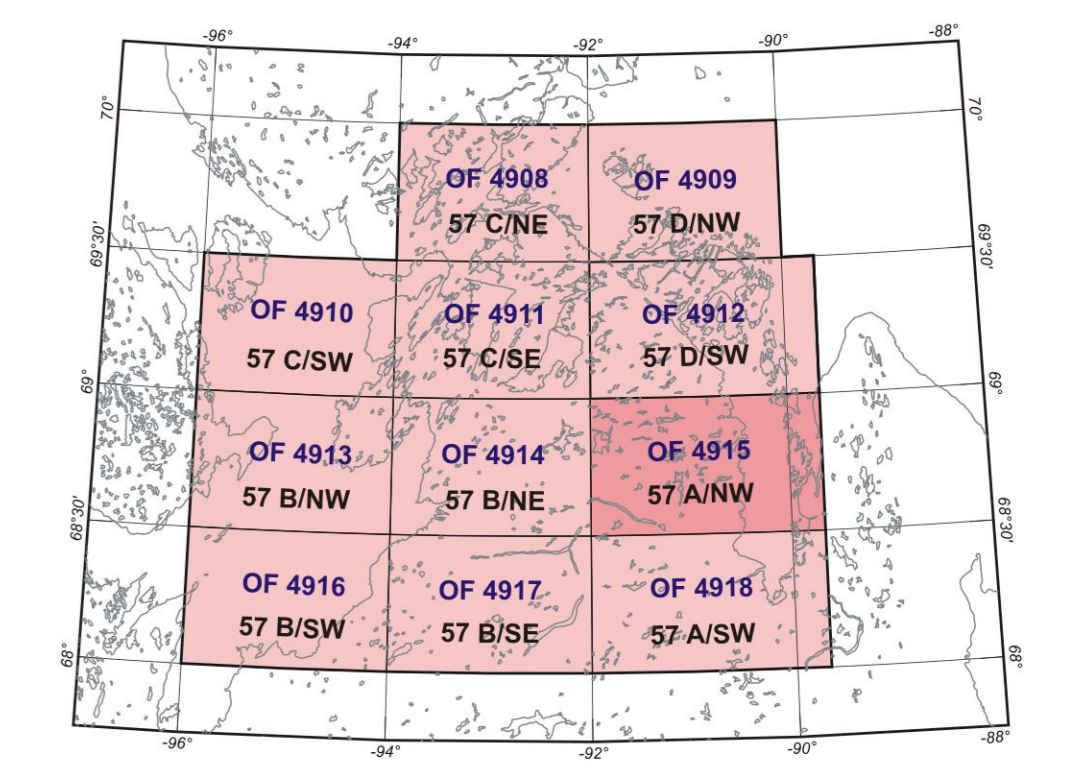 -96° -94° -92° -90° -88°
70° 70°
OF 4908 OF 4909
57 C/NE 57 D/NW
69°30' 69°30'
OF 4910 OF 4911 OF 4912
57 C/SW 57 C/SE 57 D/SW
69° 69°
OF 4913 OF 4914 OF 4915
57 B/NW 57 B/NE 57 A/NW
68°30' 68°30'
OF 4916 OF 4917 OF 4918
57 B/SW 57 B/SE 57 A/SW
68° 68°
-96° -94° -92° -90° -88°